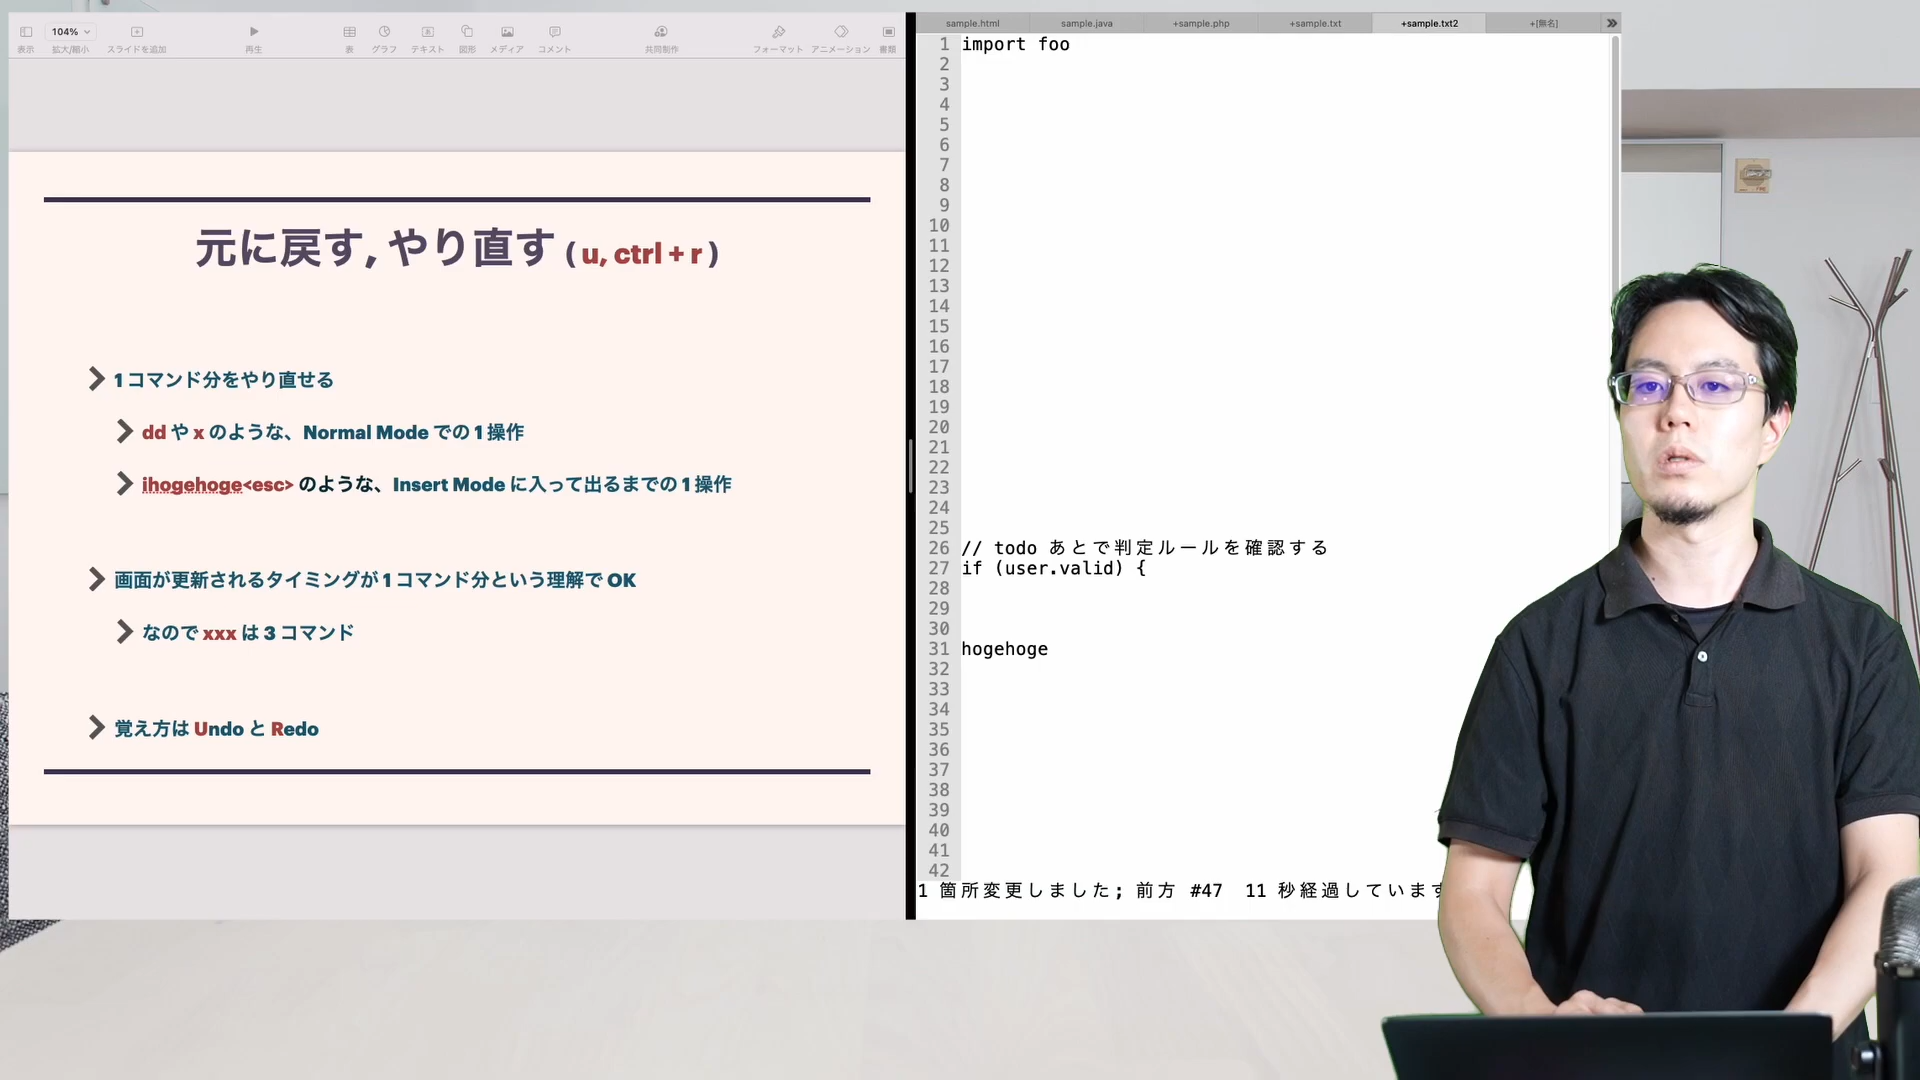 104%
表示
拡大/縮小
スライドを追加
再生
表
グラフ
テキスト
図形
メディア
コメント
共同制作
フォーマット
アニメーション
書類
元に戻す, やり直す ( u, ctrl + r )
1 コマンド分をやり直せる
dd や x のような、Normal Mode での 1 操作
ihogehoge<esc> のような、Insert Mode に入って出るまでの 1 操作
画面が更新されるタイミングが 1 コマンド分という理解で OK
なので xxx は 3 コマンド
覚え方は Undo と Redo
sample.html
sample.java
+sample.php
+sample.txt
+sample.txt2
+[無名]
1 import foo
2
3
4
5
6
7
8
9
10
11
12
13
14
15
16
17
18
19
20
21
22
23
24
25
26 // todo あとで判定ルールを確認する
27 if (user.valid) {
28
29
30
31 hogehoge
32
33
34
35
36
37
38
39
40
41
42
1 箇所変更しました; 前方 #47 11 秒経過しています